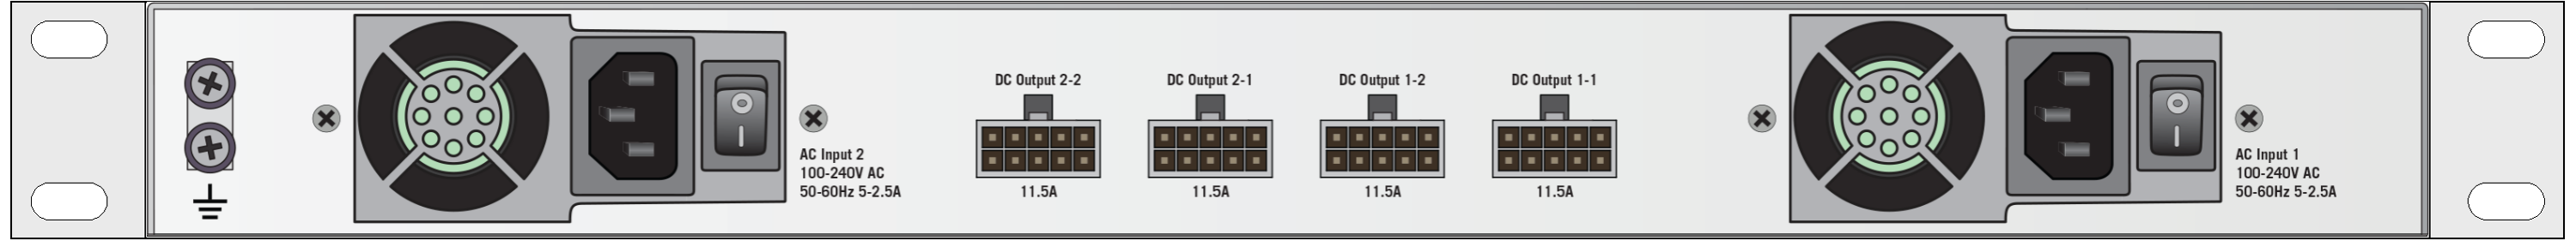 DC Output 2-2
DC Output 2-1
DC Output 1-2
DC Output 1-1
AC Input 2
100-240V AC
50-60Hz 5-2.5A
11.5A
11.5A
11.5A
11.5A
AC Input 1
100-240V AC
50-60Hz 5-2.5A